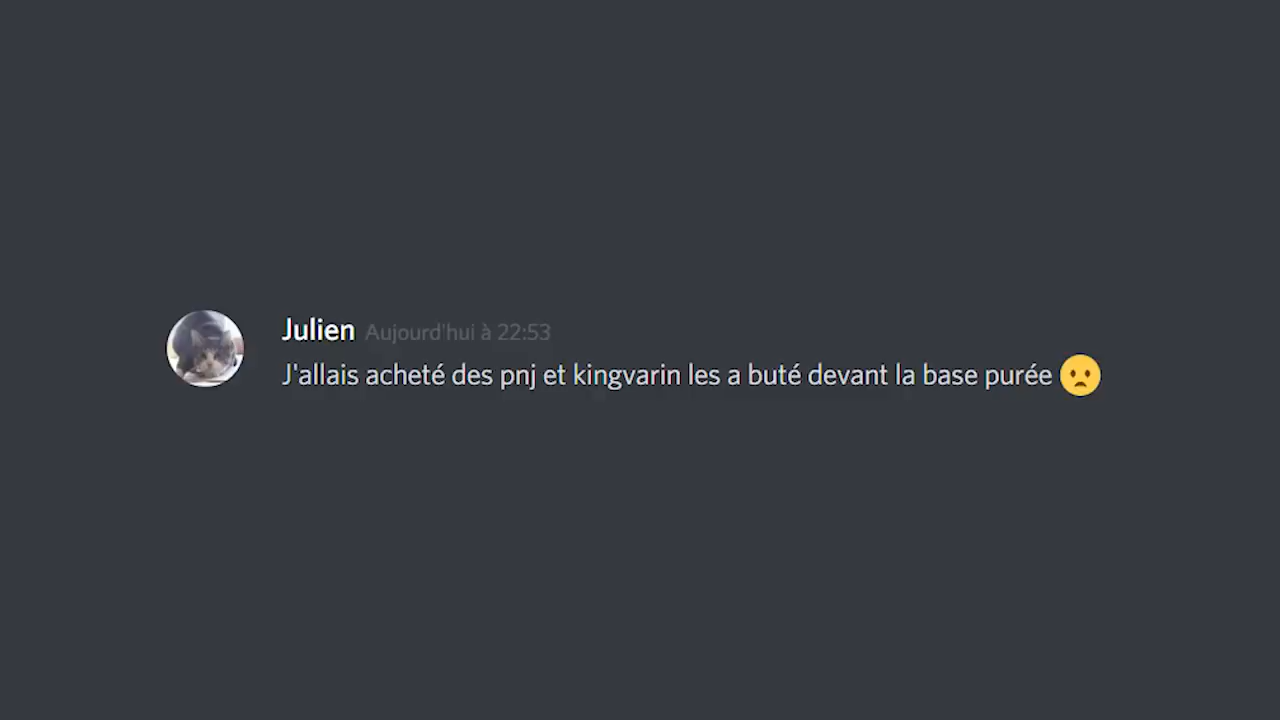 Julien Aujourd'hui à 22:53
J'allais acheté des pnj et kingvarin les a buté devant la base purée 🙁